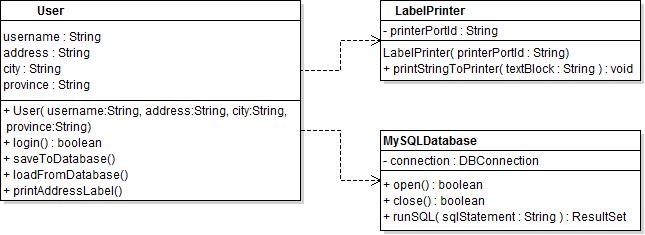 User
username : String
address : String
city : String
province : String
+ User( username:String, address:String, city:String,
province:String)
+ login() : boolean
+ saveToDatabase()
+ loadFromDatabase()
+ printAddressLabel()
LabelPrinter
- printerPortId : String
LabelPrinter( printerPortId : String)
+ printStringToPrinter( textBlock : String ) : void
MySQLDatabase
- connection : DBConnection
+ open() : boolean
+ close() : boolean
+ runSQL( sqlStatement : String ) : ResultSet